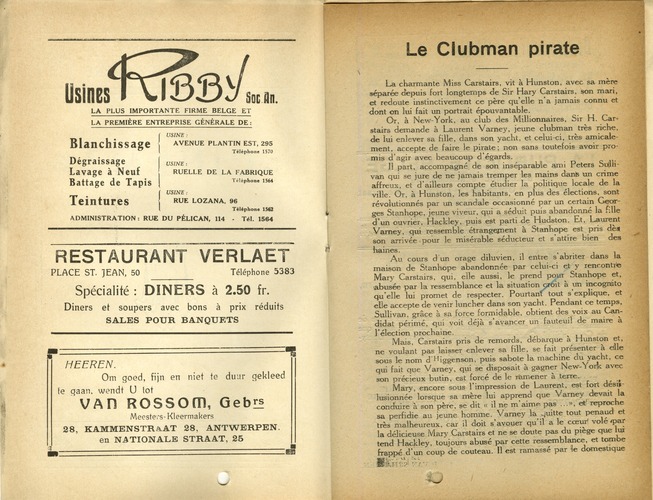 Usines RIBBY Soc. An.
LA PLUS IMPORTANTE FIRME BELGE ET
LA PREMIÈRE ENTREPRISE GÉNÉRALE DE :
Blanchissage
USINE :
AVENUE PLANTIN EST, 295
Téléphone 1570
Dégraissage
Lavage à Neuf
Battage de Tapis
USINE :
RUELLE DE LA FABRIQUE
Téléphone 1564
Teintures
USINE :
RUE LOZANA, 96
Téléphone 1562
ADMINISTRATION : RUE DU PÉLICAN, 114 - Tél. 1564
RESTAURANT VERLAET
PLACE ST. JEAN, 50 Téléphone 5383
Spécialité : DINERS à 2.50 fr.
Diners et soupers avec bons à prix réduits
SALES POUR BANQUETS
HEEREN.
Om goed, fijn en niet te duur gekleed
te gaan, wendt U tot
VAN ROSSOM, Gebrs
Meesters-Kleermakers
28, KAMMENSTRAAT 28, ANTWERPEN.
en NATIONALE STRAAT, 25
Le Clubman pirate
La charmante Miss Carstairs, vit à Hunston, avec sa mère
séparée depuis fort longtemps de Sir Hary Carstairs, son mari,
et redoute instinctivement ce père qu'elle n'a jamais connu et
dont on lui fait un portrait épouvantable.
Or, à New-York, au club des Millionnaires, Sir H. Car-
stairs demande à Laurent Varney, jeune clubman très riche,
de lui enlever sa fille, dans son yacht, et celui-ci, très amicale-
ment, accepte de faire le pirate; non sans toutefois avoir pro-
mis d'agir avec beaucoup d'égards.
Il part, accompagné de son inséparable ami Peters Sulli-
van qui se jure de ne jamais tremper les mains dans un crime
affreux, et d'ailleurs compte étudier la politique locale de la
ville. Or, à Hunston, les habitants, en plus des élections, sont
révolutionnés par un scandale occasionné par un certain Geor-
ges Stanhope, jeune viveur, qui a séduit puis abandonné la fille
d'un ouvrier, Hackley, puis est parti de Hudston. Et, Laurent
Varney, qui ressemble étrangement à Stanhope est pris dès
son arrivée pour le misérable séducteur et s'attire bien des
haines.
Au cours d'un orage diluvien, il entre s'abriter dans la
maison de Stanhope abandonnée par celui-ci et y rencontre
Mary Carstairs, qui, elle aussi, le prend pour Stanhope et,
abusée par la ressemblance et la situation croit à un incognito
qu'elle lui promet de respecter. Pourtant tout s'explique, et
elle accepte de venir luncher dans son yacht. Pendant ce temps,
Sullivan, grâce à sa force formidable, obtient des voix au Can-
didat périmé, qui voit déjà s'avancer un fauteuil de maire à
l'élection prochaine.
Mais, Carstairs pris de remords, débarque à Hunston et,
ne voulant pas laisser enlever sa fille, se fait présenter à elle
sous le nom d'Higgenson, puis sabote la machine du yacht, ce
qui fait que Varney, qui se disposait à gagner New-York avec
son précieux butin, est forcé de le ramener à terre.
Mary, encore sous l'impression de Laurent, est fort désil-
lusionnée lorsque sa mère lui apprend que Varney devait la
conduire à son père, se dit, « il ne m'aime pas ...», et reproche
sa perfidie au jeune homme. Varney la quitte tout penaud et
très malheureux, car il doit s'avouer qu'il a le cœur volé par
la délicieuse Mary Carstairs et ne se doute pas du piège que lui
tend Hackley, toujours abusé par cette ressemblance, et tombe
frappé d'un coup de couteau. Il est ramassé par le domestique